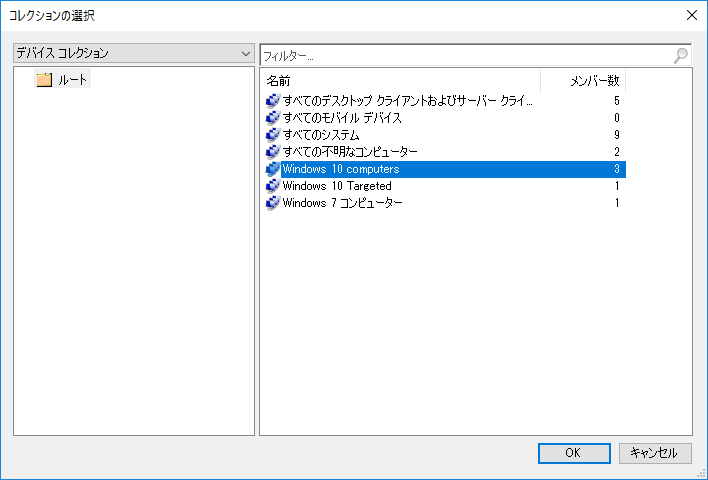 コレクションの選択
デバイス コレクション
フィルター...
ルート
名前 メンバー数
すべてのデスクトップ クライアントおよびサーバー クライ... 5
すべてのモバイル デバイス 0
すべてのシステム 9
すべての不明なコンピューター 2
Windows 10 computers 3
Windows 10 Targeted 1
Windows 7 コンピューター 1
OK キャンセル